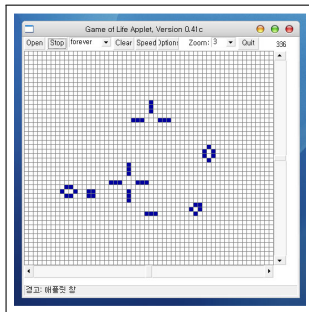 Game of Life Applet, Version 0.41c
Open Stop forever Clear Speed Options Zoom: 3 Quit 336
경고: 애플릿 창